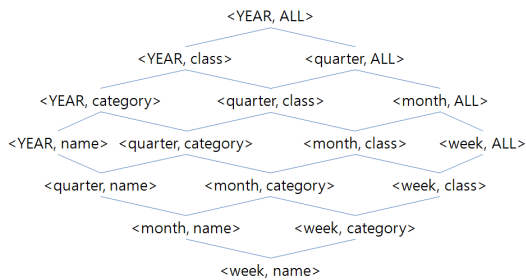 <YEAR, ALL>
<YEAR, class> <quarter, ALL>
<YEAR, category> <quarter, class> <month, ALL>
<YEAR, name> <quarter, category> <month, class> <week, ALL>
<quarter, name> <month, category> <week, class>
<month, name> <week, category>
<week, name>